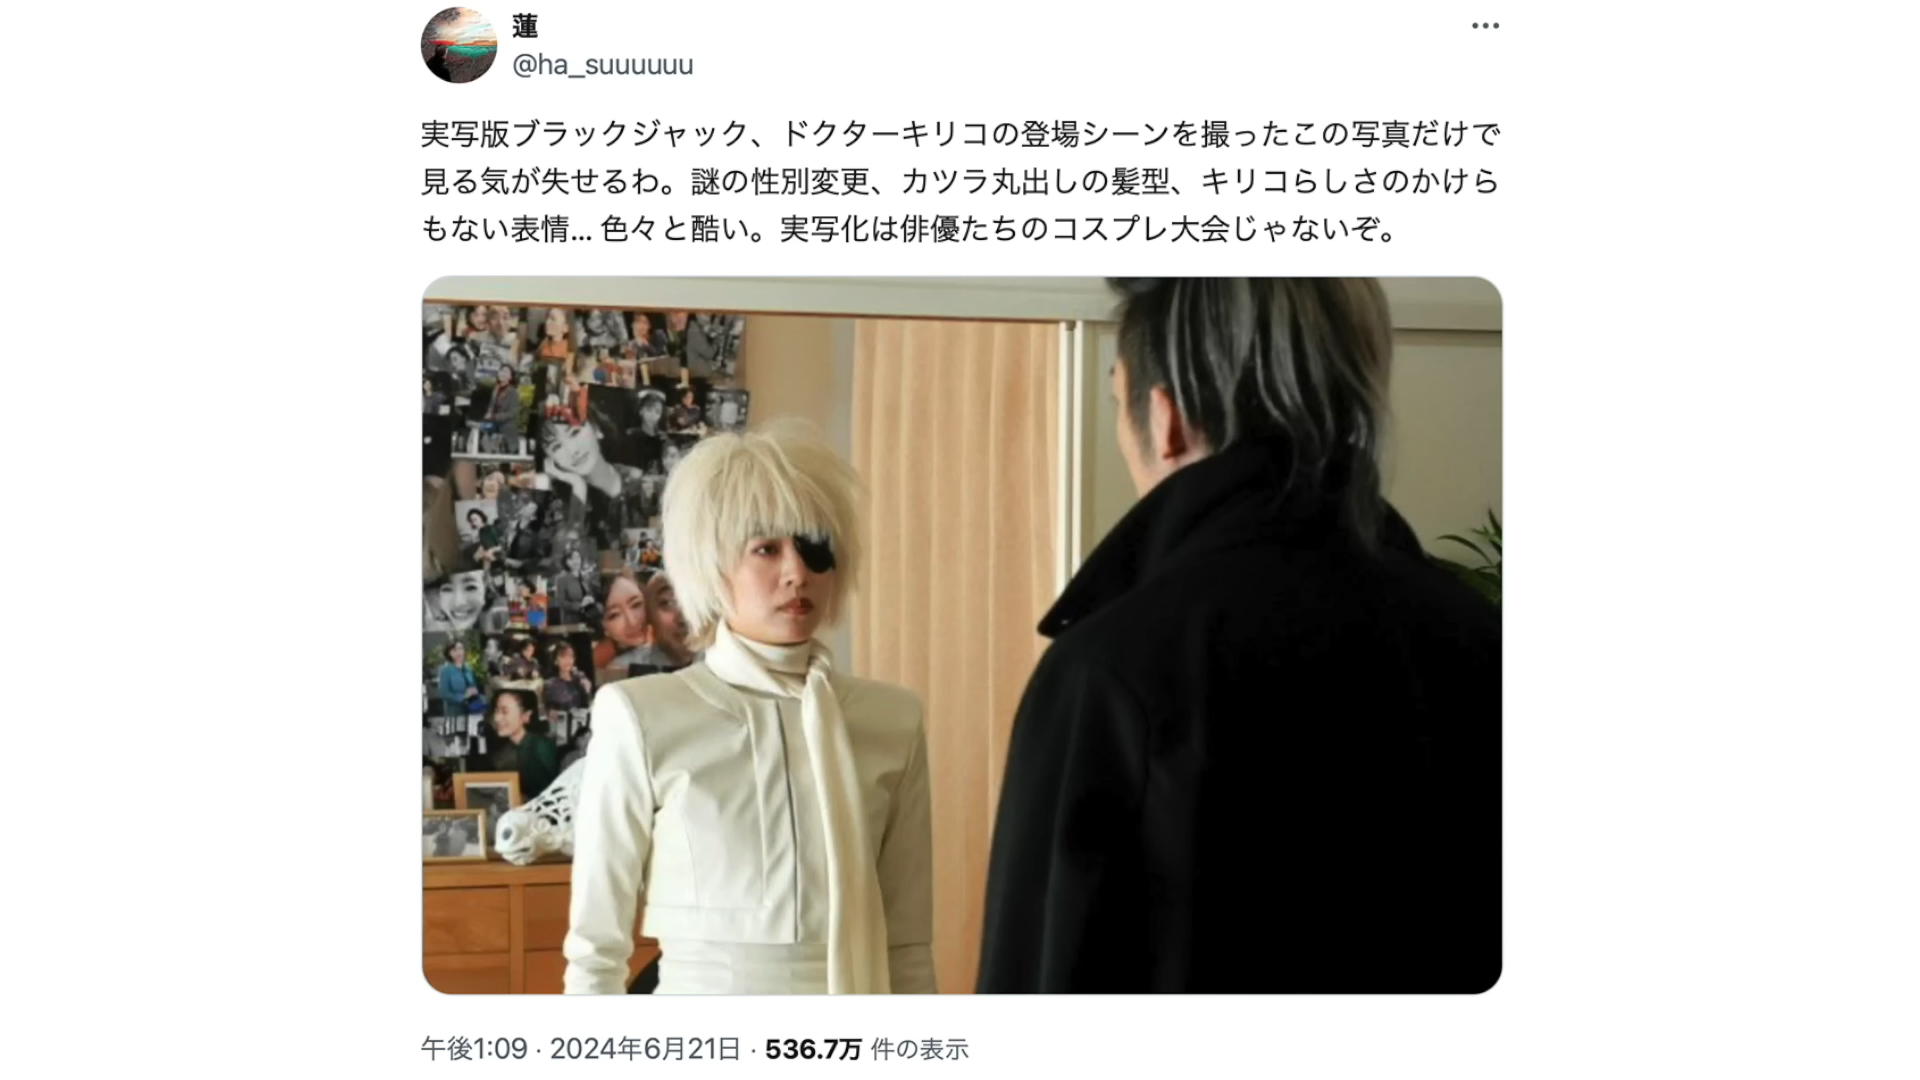 蓮
@ha_suuuuuu
実写版ブラックジャック、ドクターキリコの登場シーンを撮ったこの写真だけで
見る気が失せるわ。謎の性別変更、カツラ丸出しの髪型、キリコらしさのかけら
もない表情... 色々と酷い。実写化は俳優たちのコスプレ大会じゃないぞ。
午後1:09 · 2024年6月21日 · 536.7万 件の表示